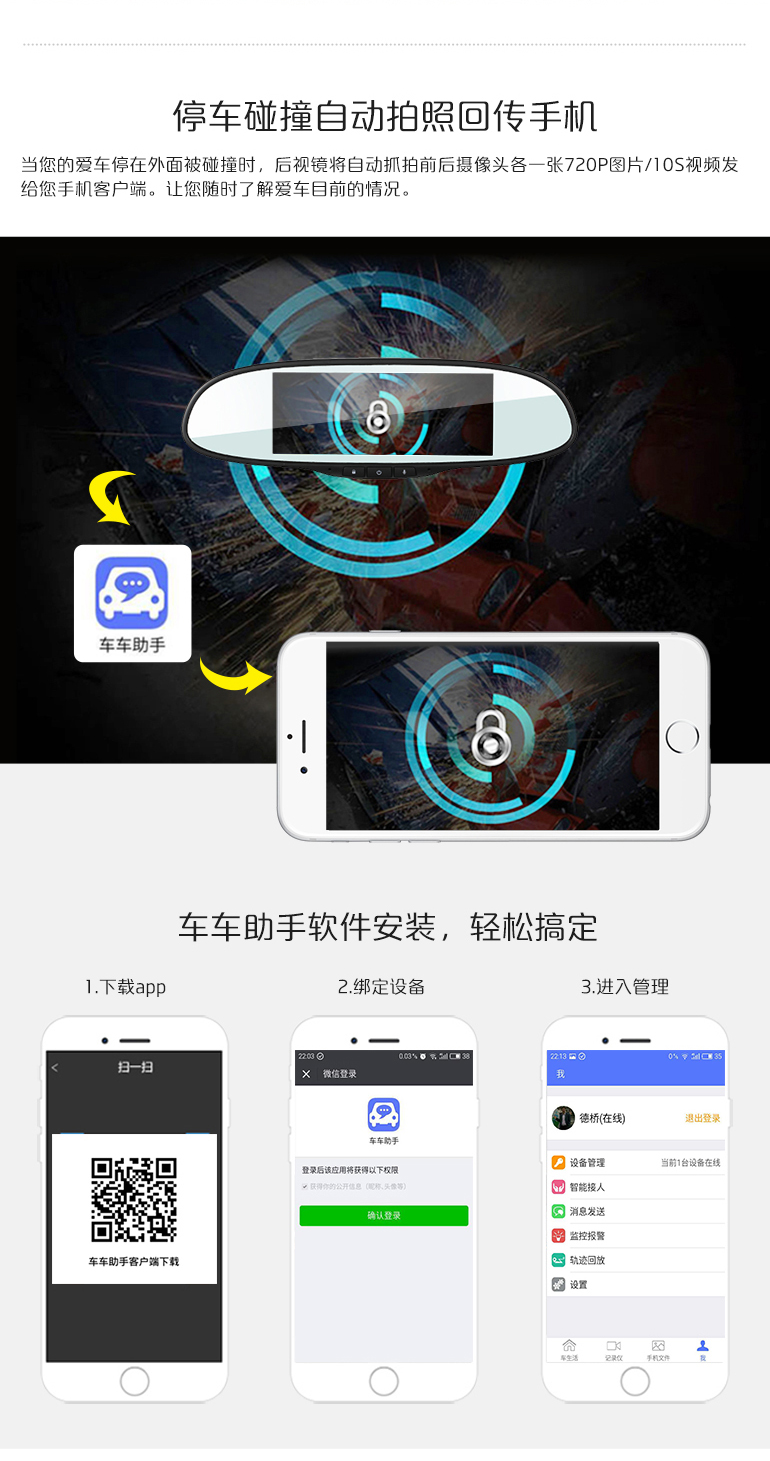 停车碰撞自动拍照回传手机
当您的爱车停在外面被碰撞时，后视镜将自动抓拍前后摄像头各一张720P图片/10S视频发
给您手机客户端。让您随时了解爱车目前的情况。
车车助手
车车助手软件安装，轻松搞定
1.下载app
2.绑定设备
3.进入管理
扫一扫
车车助手客户端下载
22:03
0.03% 38
微信登录
车车助手
登录后该应用将获得以下权限
获得你的公开信息（昵称、头像等）
确认登录
22:13
0% 35
我
德桥(在线)
退出登录
设备管理
当前1台设备在线
智能接人
消息发送
监控报警
轨迹回放
设置
车生活
记录仪
手机文件
我